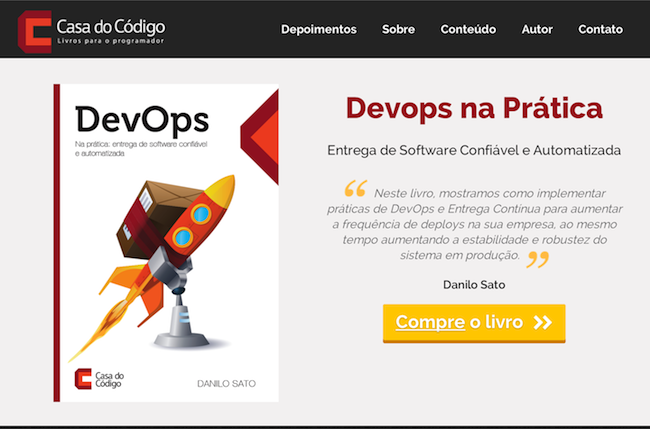 Casa do Código
Livros para o programador
Depoimentos
Sobre
Conteúdo
Autor
Contato
DevOps
Na prática: entrega de software confiável
e automatizada
Casa do
Código
DANILO SATO
Devops na Prática
Entrega de Software Confiável e Automatizada
“ Neste livro, mostramos como implementar
práticas de DevOps e Entrega Contínua para aumentar
a frequência de deploys na sua empresa, ao mesmo
tempo aumentando a estabilidade e robustez do
sistema em produção. ”
Danilo Sato
Compre o livro »